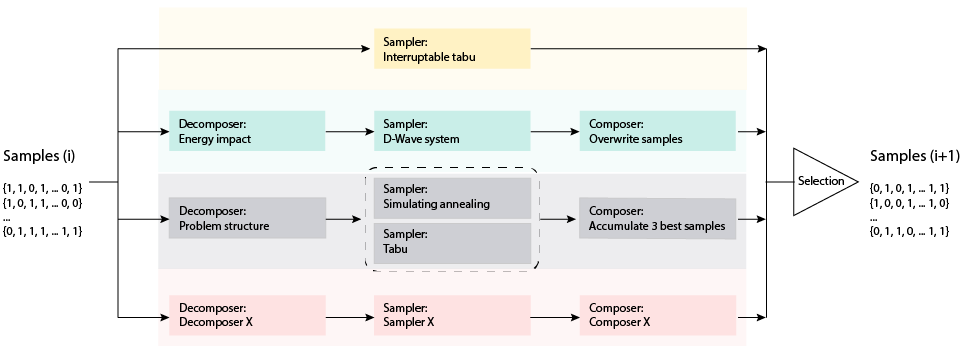 Sampler:
Interruptable tabu
Decomposer:
Energy impact
Sampler:
D-Wave system
Composer:
Overwrite samples
Samples (i)
{1, 1, 0, 1, ... 0, 1}
{1, 0, 1, 1, ... 0, 0}
...
{0, 1, 1, 1, ... 1, 1}
Decomposer:
Problem structure
Sampler:
Simulating annealing
Sampler:
Tabu
Composer:
Accumulate 3 best samples
Selection
Samples (i+1)
{0, 1, 0, 1, ... 1, 1}
{1, 0, 0, 1, ... 1, 0}
...
{0, 1, 1, 0, ... 1, 1}
Decomposer:
Decomposer X
Sampler:
Sampler X
Composer:
Composer X